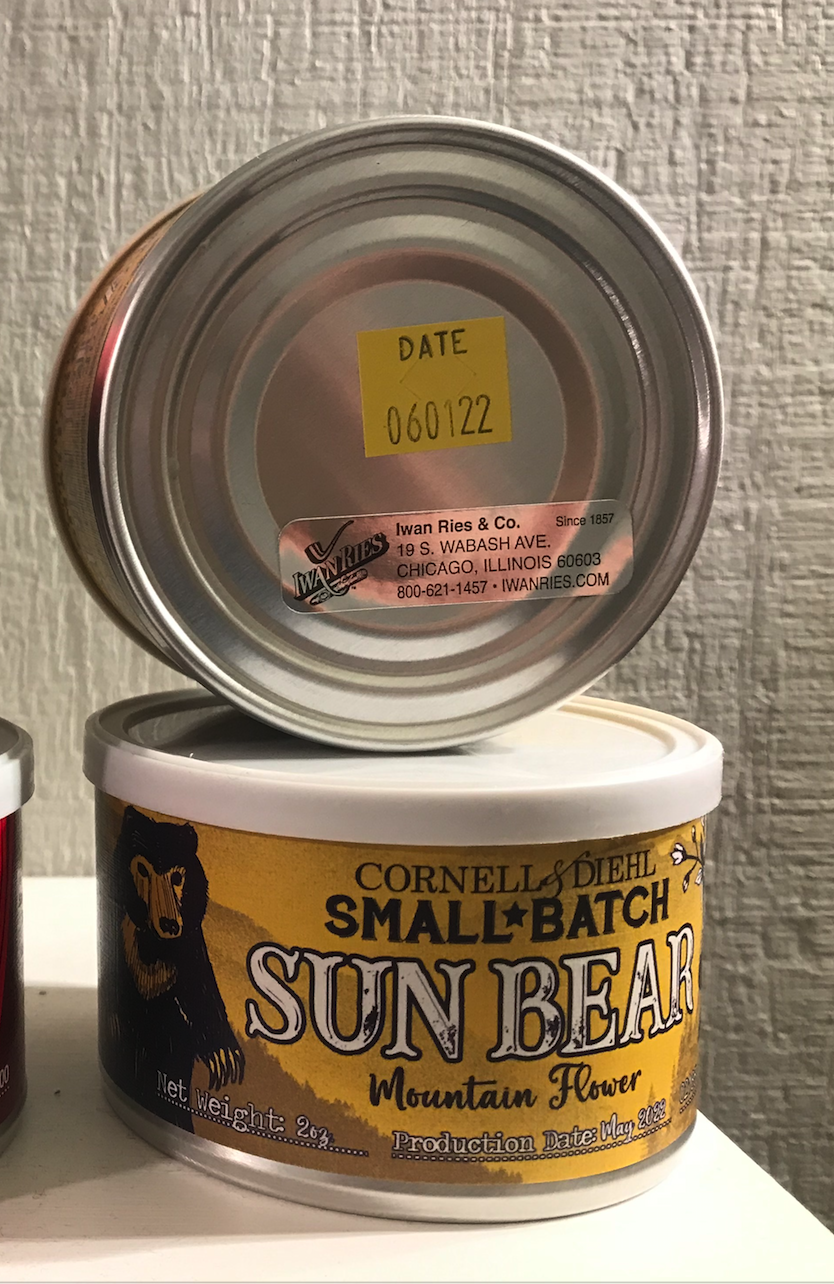 DATE
060122
IWAN RIES
Iwan Ries & Co.
Since 1857
19 S. WABASH AVE.
CHICAGO, ILLINOIS 60603
800-621-1457 • IWANRIES.COM
CORNELL & DIEHL
SMALL★BATCH
SUN BEAR
Mountain Flower
Net Weight: 2oz
Production Date: May 2022
00